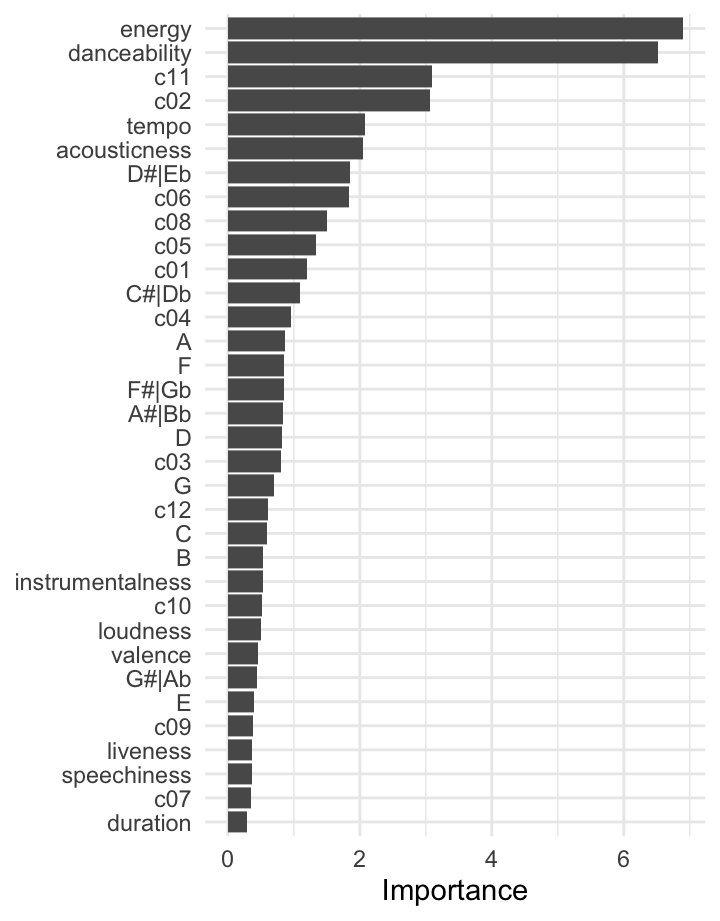 energy
danceability
c11
c02
tempo
acousticness
D#|Eb
c06
c08
c05
c01
C#|Db
c04
A
F
F#|Gb
A#|Bb
D
c03
G
c12
C
B
instrumentalness
c10
loudness
valence
G#|Ab
E
c09
liveness
speechiness
c07
duration
0 2 4 6
Importance